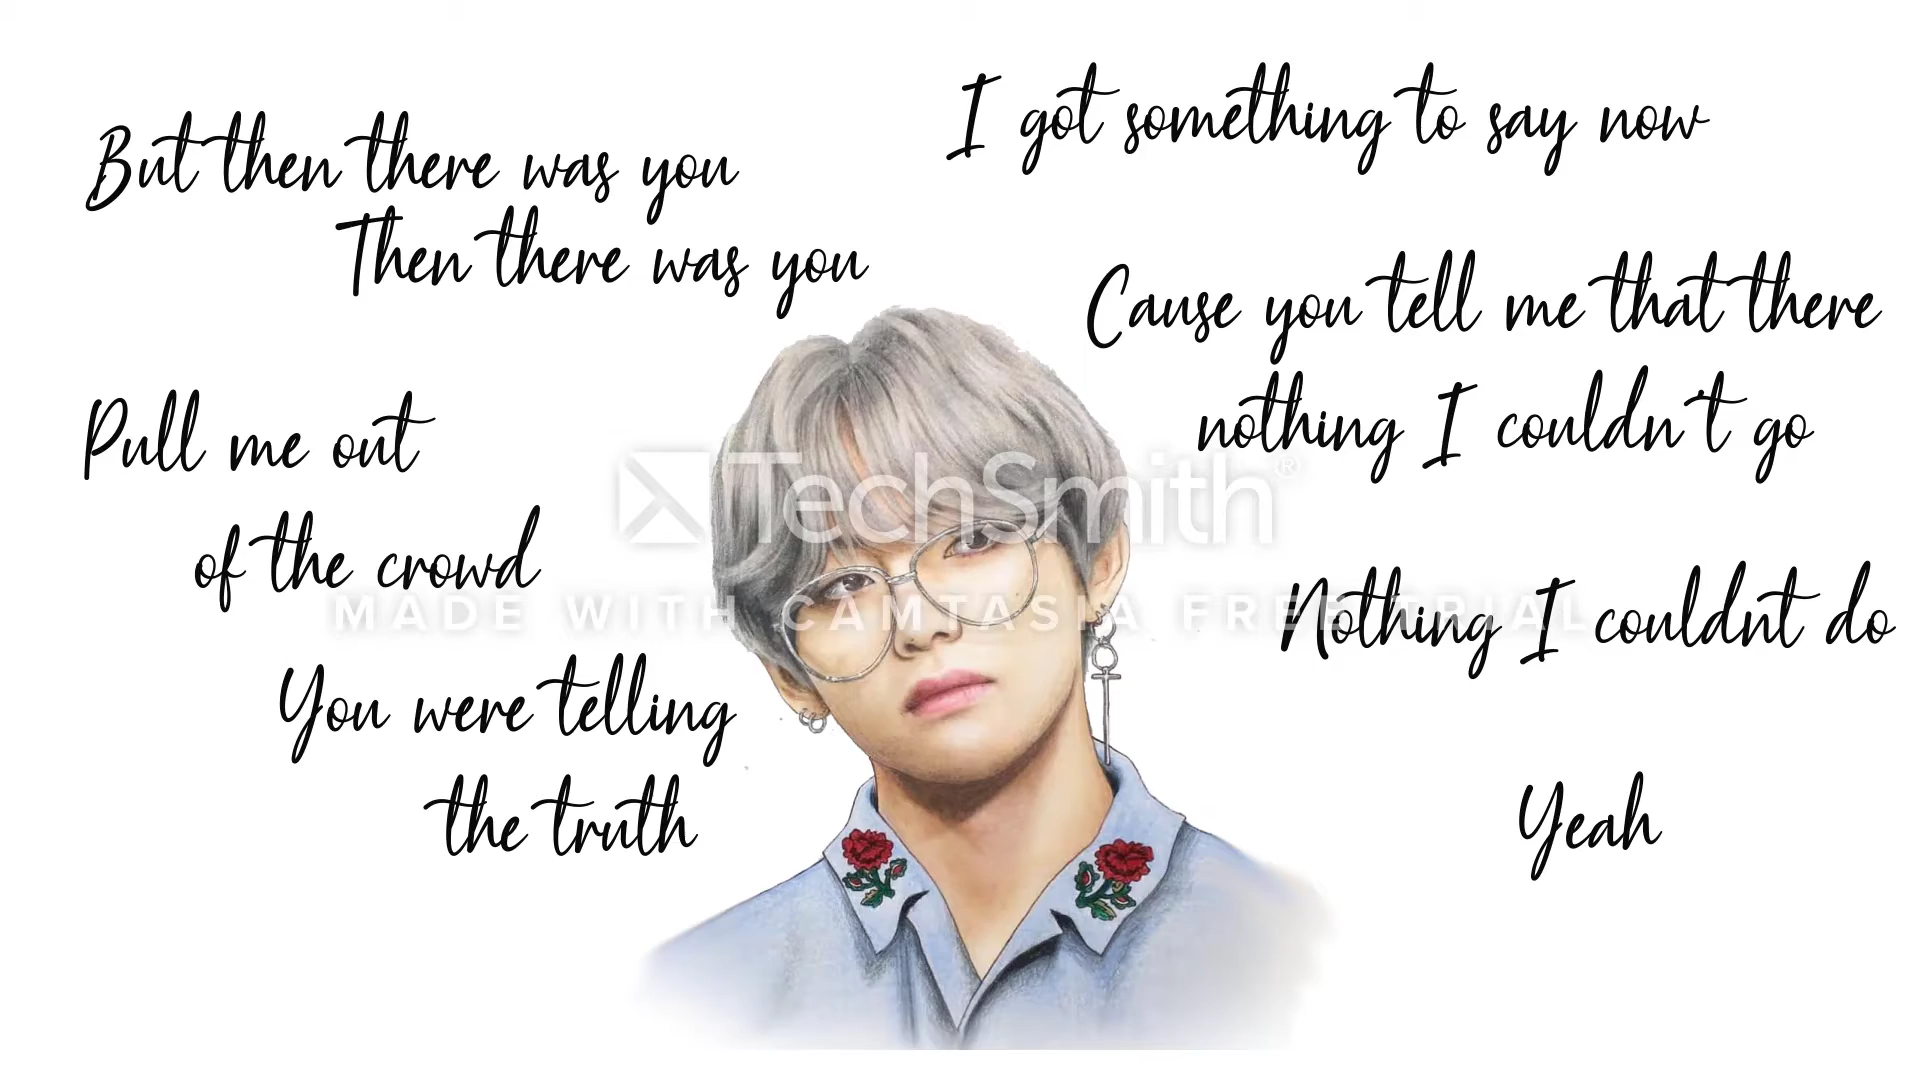 But then there was you
Then there was you
Pull me out
of the crowd
You were telling
the truth
I got something to say now
Cause you tell me that there
nothing I couldn't go
Nothing I couldnt do
Yeah
TechSmith®
MADE WITH CAMTASIA FREE TRIAL